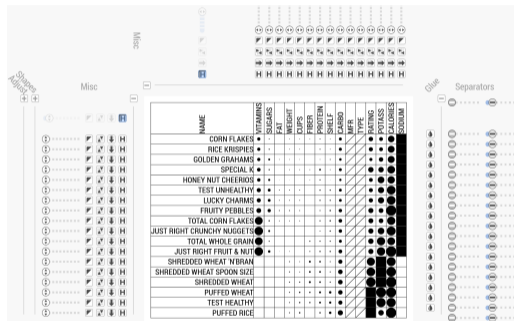 Misc
H H H H H H H H H H H H H H H
Shapes
Adjust
Misc
Glue
Separators
NAME VITAMINS SUGARS FAT WEIGHT CUPS FIBER PROTEIN SHELF CARBO MFR TYPE RATING POTASS CALORIES SODIUM
CORN FLAKES
RICE KRISPIES
GOLDEN GRAHAMS
SPECIAL K
HONEY NUT CHEERIOS
TEST UNHEALTHY
LUCKY CHARMS
FRUITY PEBBLES
TOTAL CORN FLAKES
JUST RIGHT CRUNCHY NUGGETS
TOTAL WHOLE GRAIN
JUST RIGHT FRUIT & NUT
SHREDDED WHEAT 'N'BRAN
SHREDDED WHEAT SPOON SIZE
SHREDDED WHEAT
PUFFED WHEAT
TEST HEALTHY
PUFFED RICE